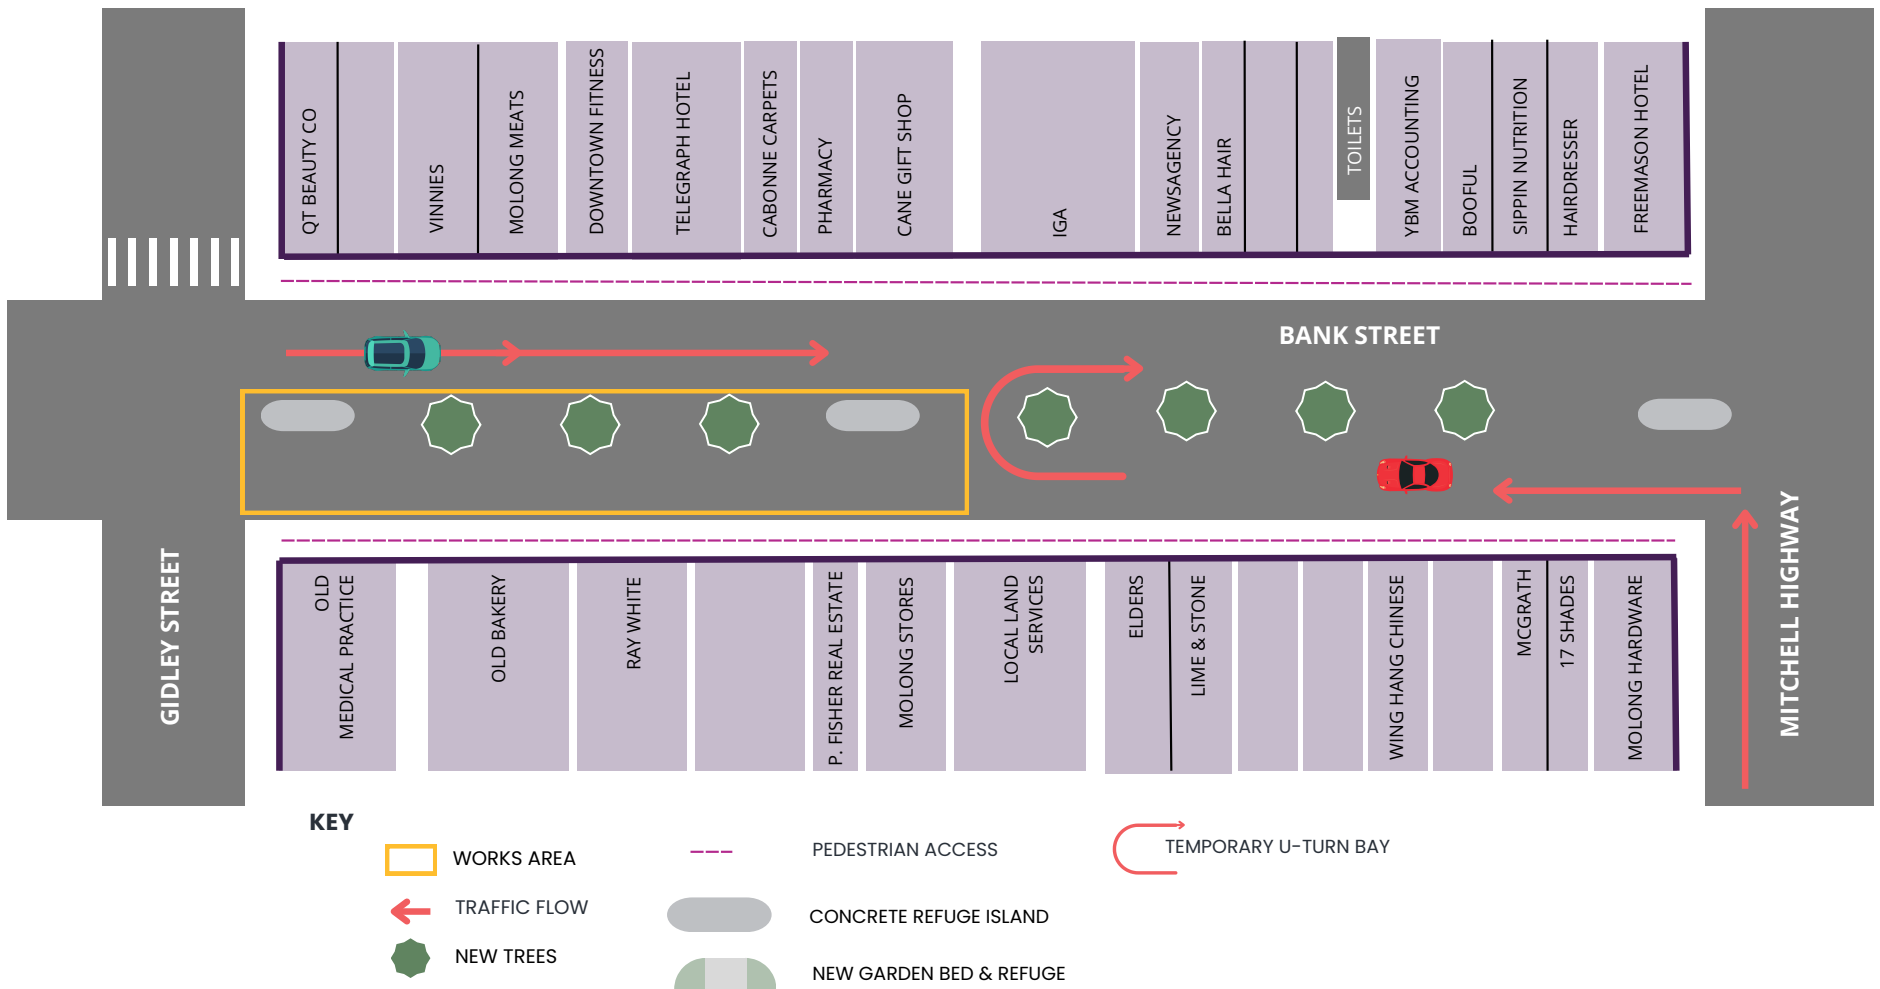 QT BEAUTY CO
VINNIES
MOLONG MEATS
DOWNTOWN FITNESS
TELEGRAPH HOTEL
CABONNE CARPETS
PHARMACY
CANE GIFT SHOP
IGA
NEWSAGENCY
BELLA HAIR
TOILETS
YBM ACCOUNTING
BOOFUL
SIPPIN NUTRITION
HAIRDRESSER
FREEMASON HOTEL
BANK STREET
GIDLEY STREET
MITCHELL HIGHWAY
OLD
MEDICAL PRACTICE
OLD BAKERY
RAY WHITE
P. FISHER REAL ESTATE
MOLONG STORES
LOCAL LAND
SERVICES
ELDERS
LIME & STONE
WING HANG CHINESE
MCGRATH
17 SHADES
MOLONG HARDWARE
KEY
WORKS AREA
TRAFFIC FLOW
NEW TREES
PEDESTRIAN ACCESS
CONCRETE REFUGE ISLAND
NEW GARDEN BED & REFUGE
TEMPORARY U-TURN BAY